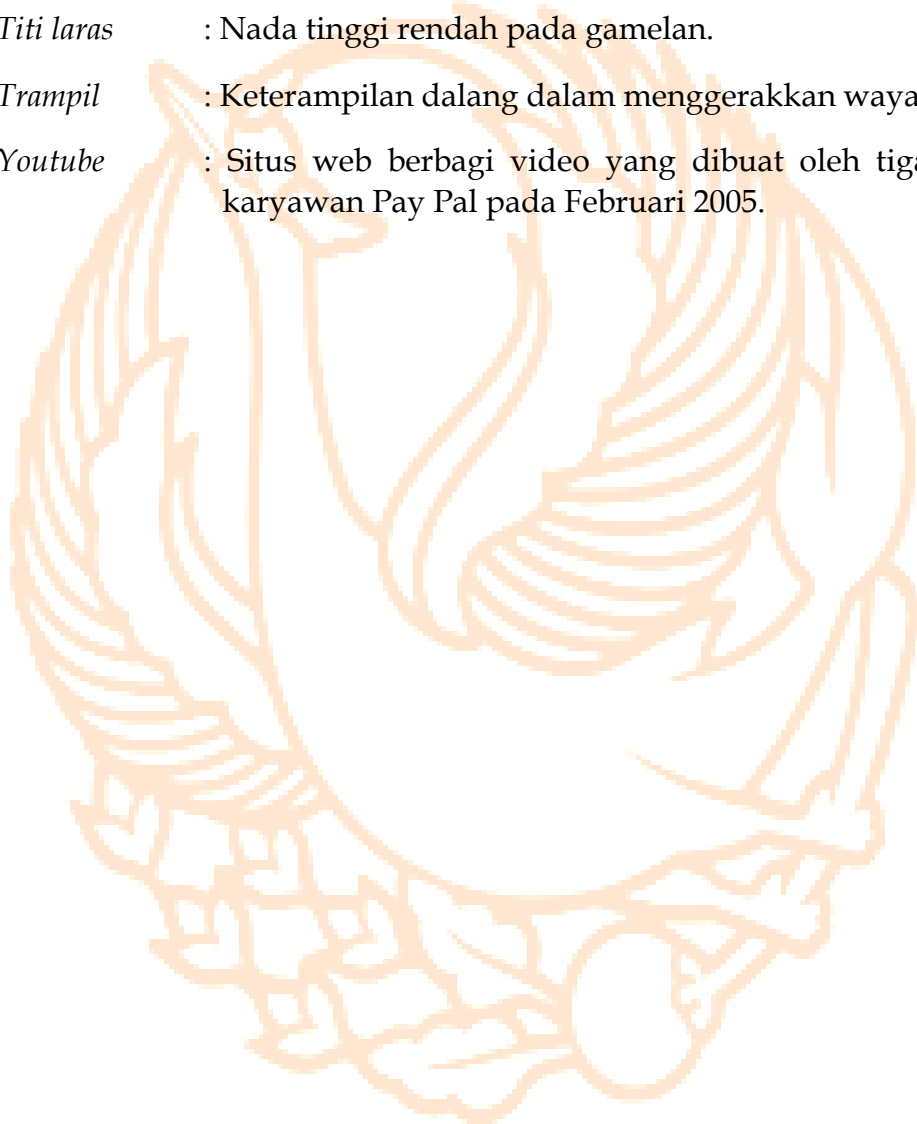 Titi laras : Nada tinggi rendah pada gamelan.
Trampil : Keterampilan dalang dalam menggerakkan waya
Youtube : Situs web berbagi video yang dibuat oleh tiga
karyawan Pay Pal pada Februari 2005.